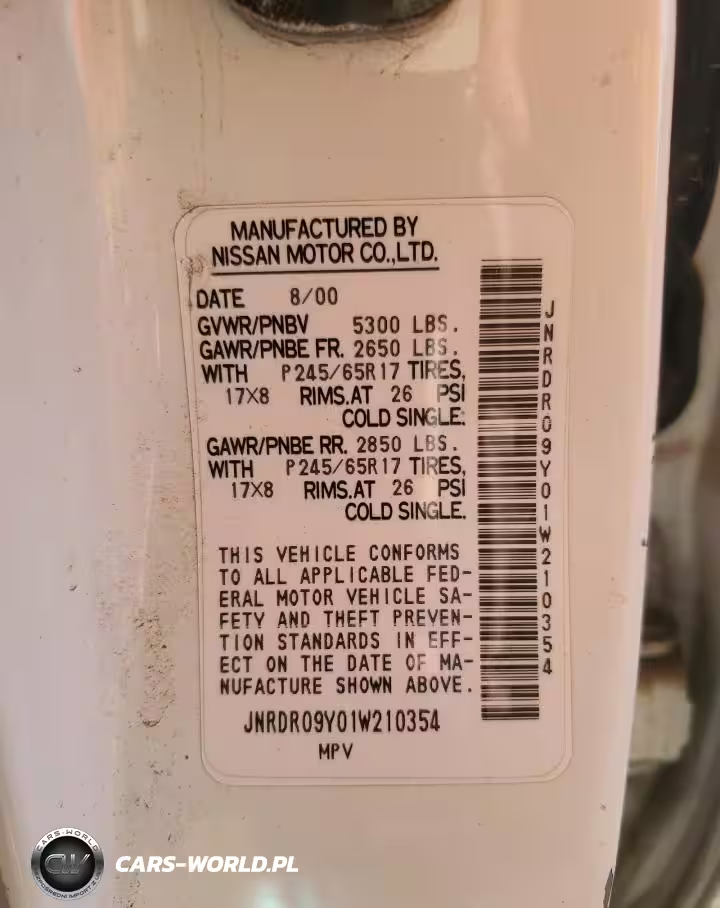 MANUFACTURED BY
NISSAN MOTOR CO.,LTD.
DATE 8/00
GVWR/PNBV 5300 LBS.
GAWR/PNBE FR. 2650 LBS.
WITH P245/65R17 TIRES,
17X8 RIMS.AT 26 PSI
COLD SINGLE.
GAWR/PNBE RR. 2850 LBS.
WITH P245/65R17 TIRES,
17X8 RIMS.AT 26 PSI
COLD SINGLE.
THIS VEHICLE CONFORMS
TO ALL APPLICABLE FED-
ERAL MOTOR VEHICLE SA-
FETY AND THEFT PREVEN-
TION STANDARDS IN EFF-
ECT ON THE DATE OF MA-
NUFACTURE SHOWN ABOVE.
JNRDR09Y01W210354
MPV
JNRDR09Y01W210354
CARS-WORLD
CW
CARS-WORLD.PL